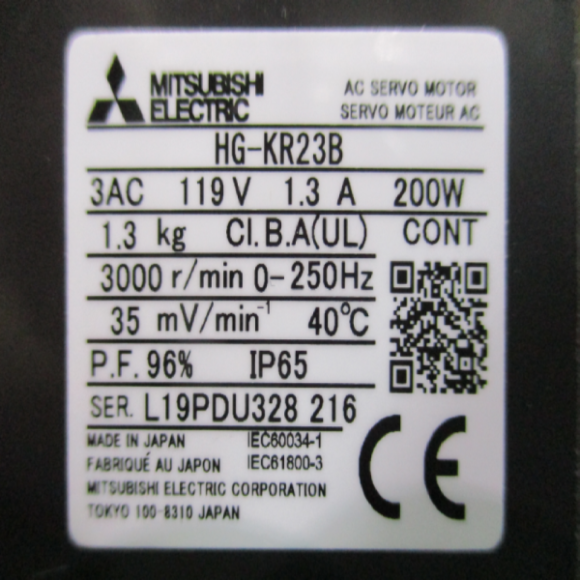 MITSUBISHI
ELECTRIC
AC SERVO MOTOR
SERVO MOTEUR AC
HG-KR23B
3AC 119V 1.3 A 200W
1.3 kg CI.B.A(UL) CONT
3000 r/min 0-250Hz
35 mV/min⁻¹ 40℃
P.F. 96% IP65
SER. L19PDU328 216
MADE IN JAPAN IEC60034-1
FABRIQUÉ AU JAPON IEC61800-3
MITSUBISHI ELECTRIC CORPORATION
TOKYO 100-8310 JAPAN
CE